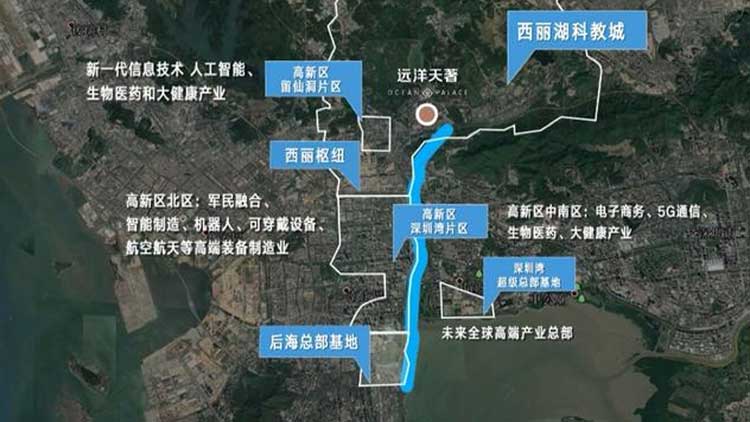 西丽湖科教城
新一代信息技术 人工智能、
生物医药和大健康产业
高新区
留仙洞片区
远洋天著
OCEAN PALACE
西丽枢纽
高新区北区：军民融合、
智能制造、机器人、可穿戴设备、
航空航天等高端装备制造业
高新区
深圳湾片区
高新区中南区：电子商务、5G通信、
生物医药、大健康产业
深圳湾
超级总部基地
后海总部基地
未来全球高端产业总部